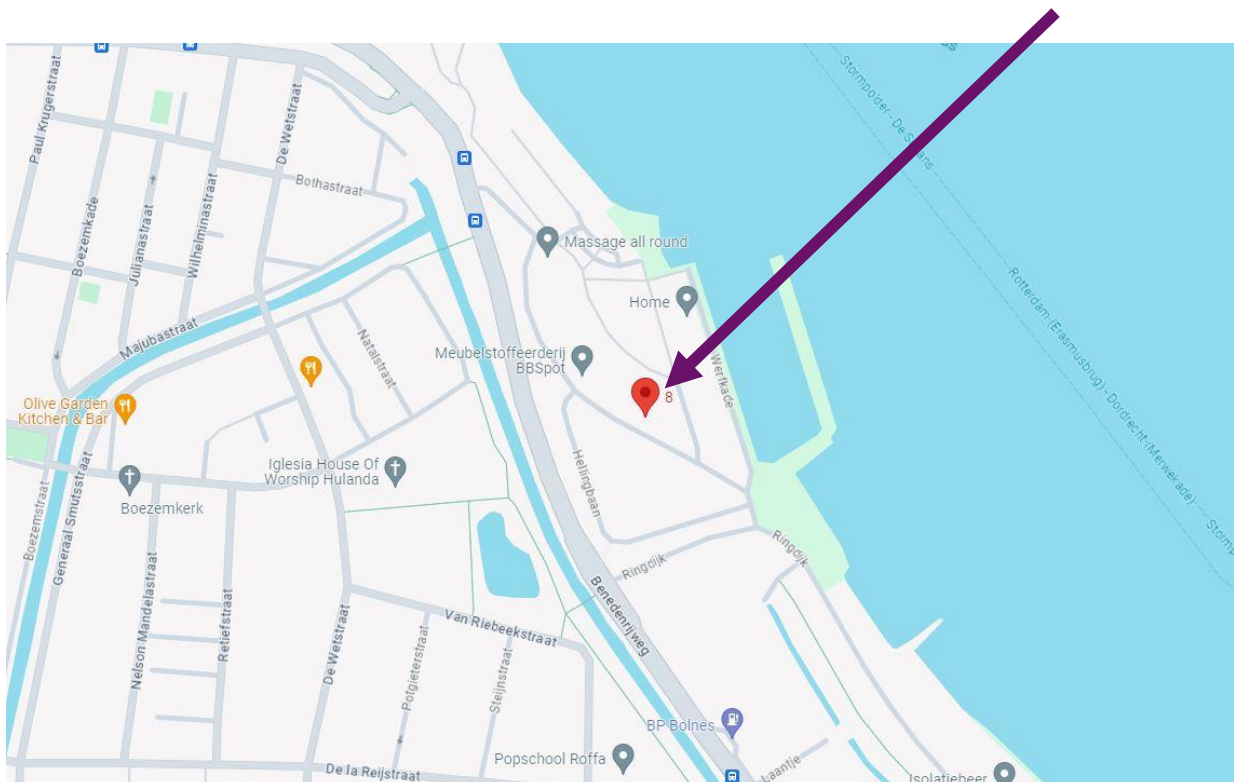 Paul Krugerstraat
Boezemkade
Julianastraat
Wilhelminastraat
De Wetstraat
Bothastraat
Majubastraat
Natalstraat
Massage all round
Home
Meubelstoffeerderij
BBSpot
8
Werfkade
Stormpolder - De Schans
Rotterdam (Erasmusbrug) - Dordrecht (Merwekade)
Olive Garden
Kitchen & Bar
Iglesia House Of
Worship Hulanda
Hellingbaan
Boezemkerk
Boezemstraat
Generaal Smutsstraat
Nelson Mandelastraat
Retiefstraat
De Wetstraat
Ringdijk
Ringdijk
Benedenrijweg
Van Riebeekstraat
Potgieterstraat
Steijnstraat
BP Bolnes
Popschool Roffa
De la Reijstraat
Laantje
Isolatiebeer